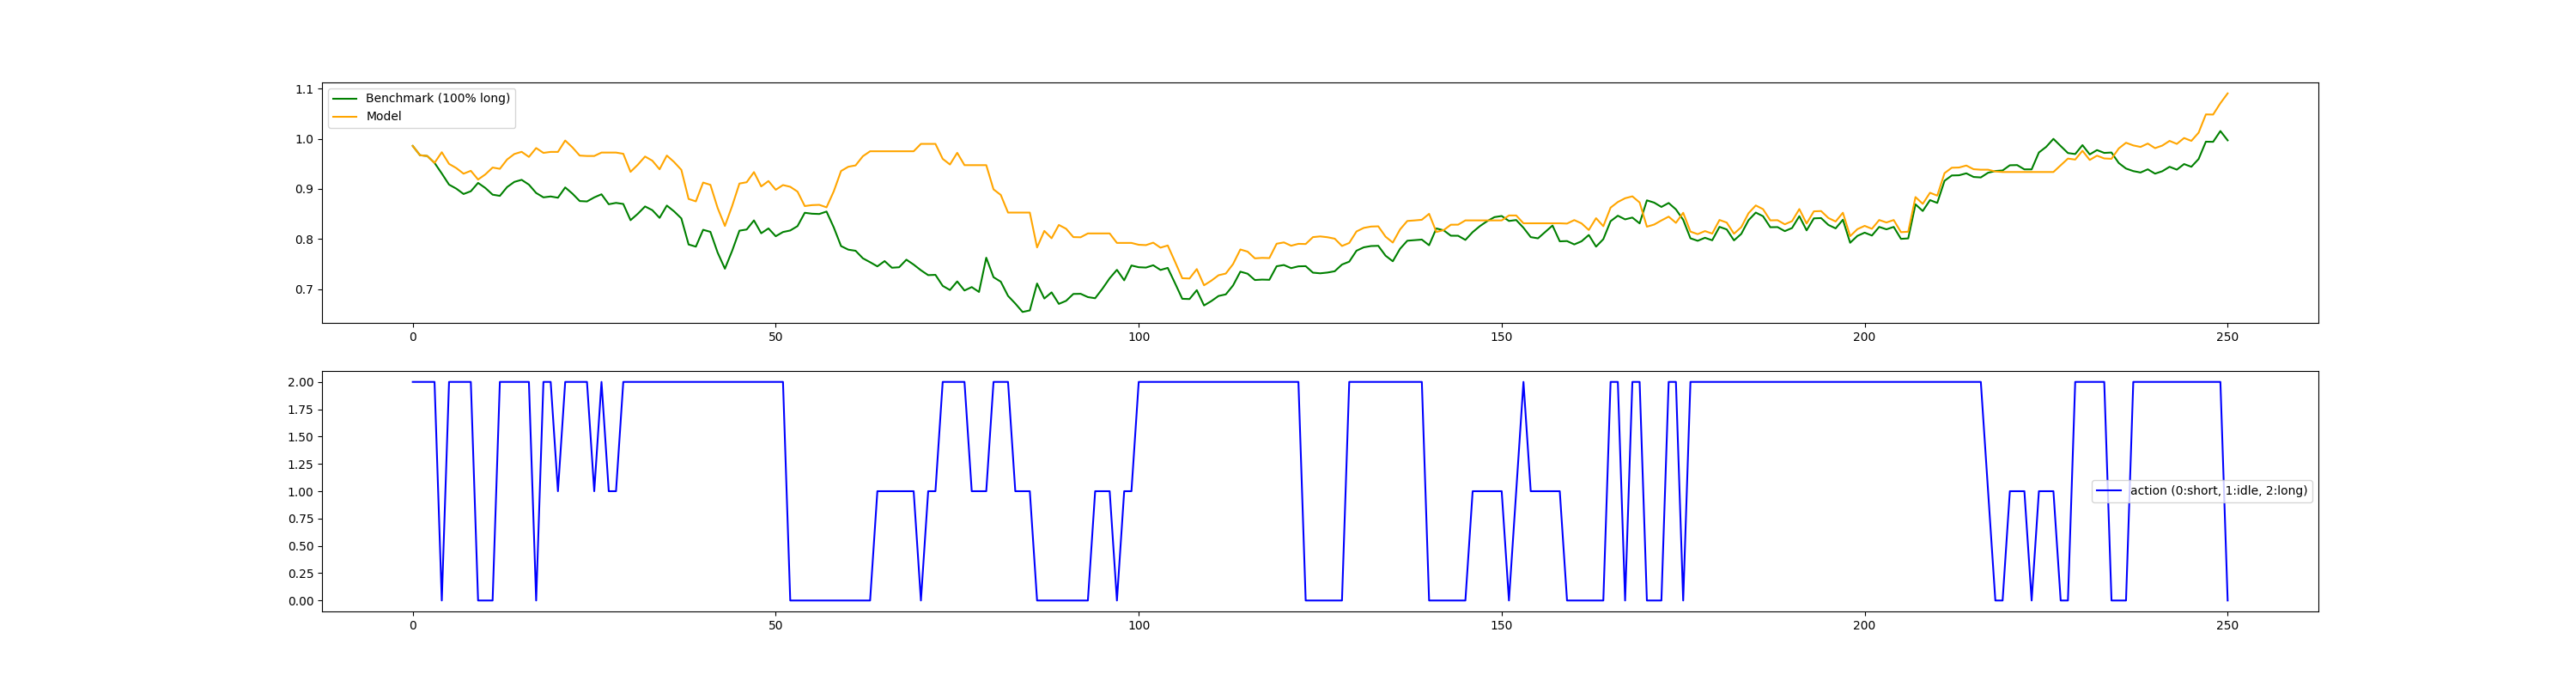 1.1
1.0
0.9
0.8
0.7
Benchmark (100% long)
Model
0 50 100 150 200 250
2.00
1.75
1.50
1.25
1.00
0.75
0.50
0.25
0.00
action (0:short, 1:idle, 2:long)
0 50 100 150 200 250